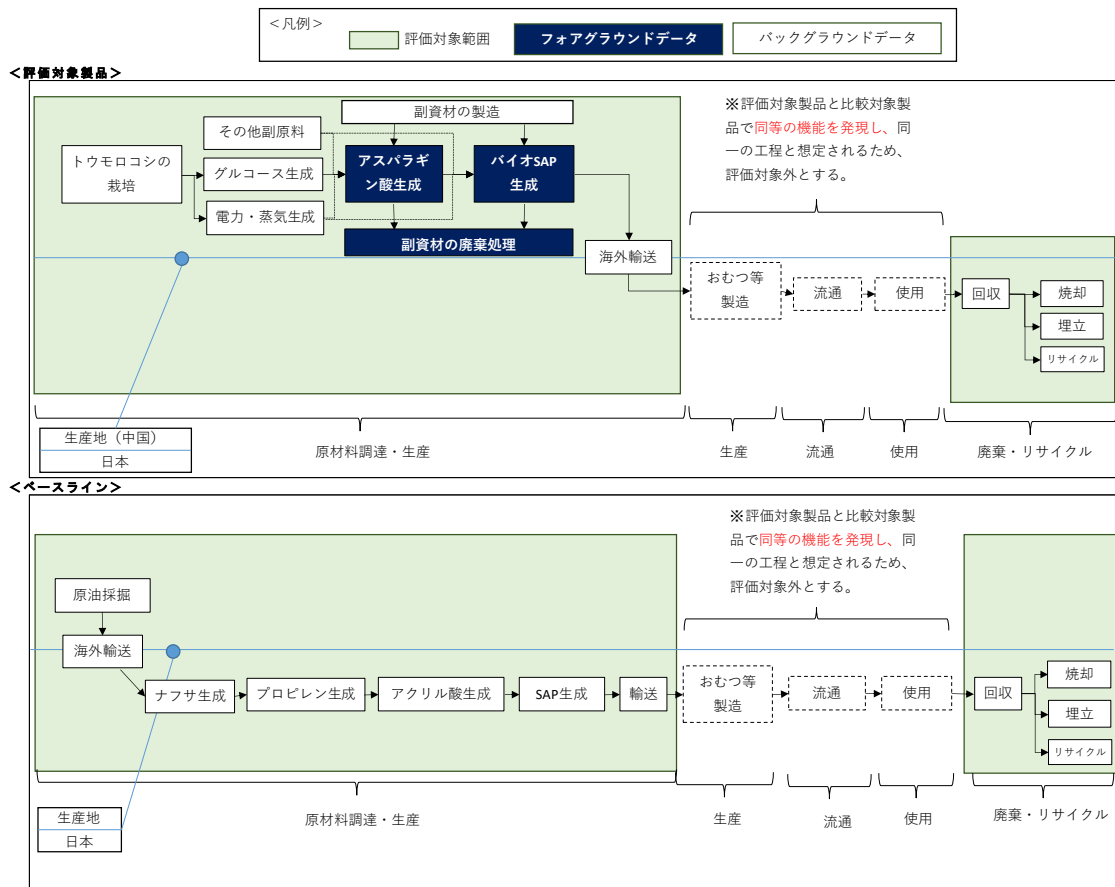 ＜凡例＞
評価対象範囲
フォアグラウンドデータ
バックグラウンドデータ
＜評価対象製品＞
副資材の製造
※評価対象製品と比較対象製
品で同等の機能を発現し、同
一の工程と想定されるため、
評価対象外とする。
その他副原料
トウモロコシの
栽培
グルコース生成
電力・蒸気生成
アスパラギ
ン酸生成
バイオSAP
生成
副資材の廃棄処理
海外輸送
おむつ等
製造
流通
使用
回収
焼却
埋立
リサイクル
生産地（中国）
日本
原材料調達・生産
生産
流通
使用
廃棄・リサイクル
＜ベースライン＞
※評価対象製品と比較対象製
品で同等の機能を発現し、同
一の工程と想定されるため、
評価対象外とする。
原油採掘
海外輸送
ナフサ生成
プロピレン生成
アクリル酸生成
SAP生成
輸送
おむつ等
製造
流通
使用
回収
焼却
埋立
リサイクル
生産地
日本
原材料調達・生産
生産
流通
使用
廃棄・リサイクル